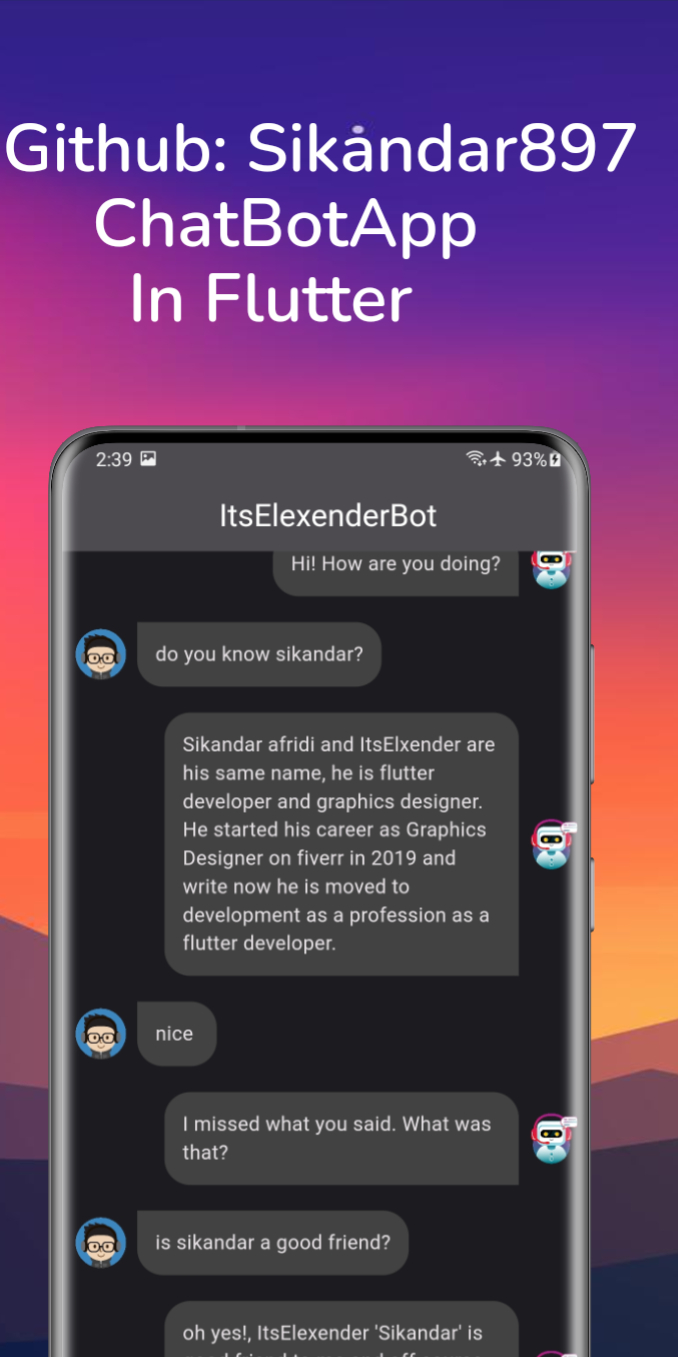 Github: Sikandar897
ChatBotApp
In Flutter
2:39
93%
ItsElexenderBot
Hi! How are you doing?
do you know sikandar?
Sikandar afridi and ItsElxender are
his same name, he is flutter
developer and graphics designer.
He started his career as Graphics
Designer on fiverr in 2019 and
write now he is moved to
development as a profession as a
flutter developer.
nice
I missed what you said. What was
that?
is sikandar a good friend?
oh yes!, ItsElexender 'Sikandar' is